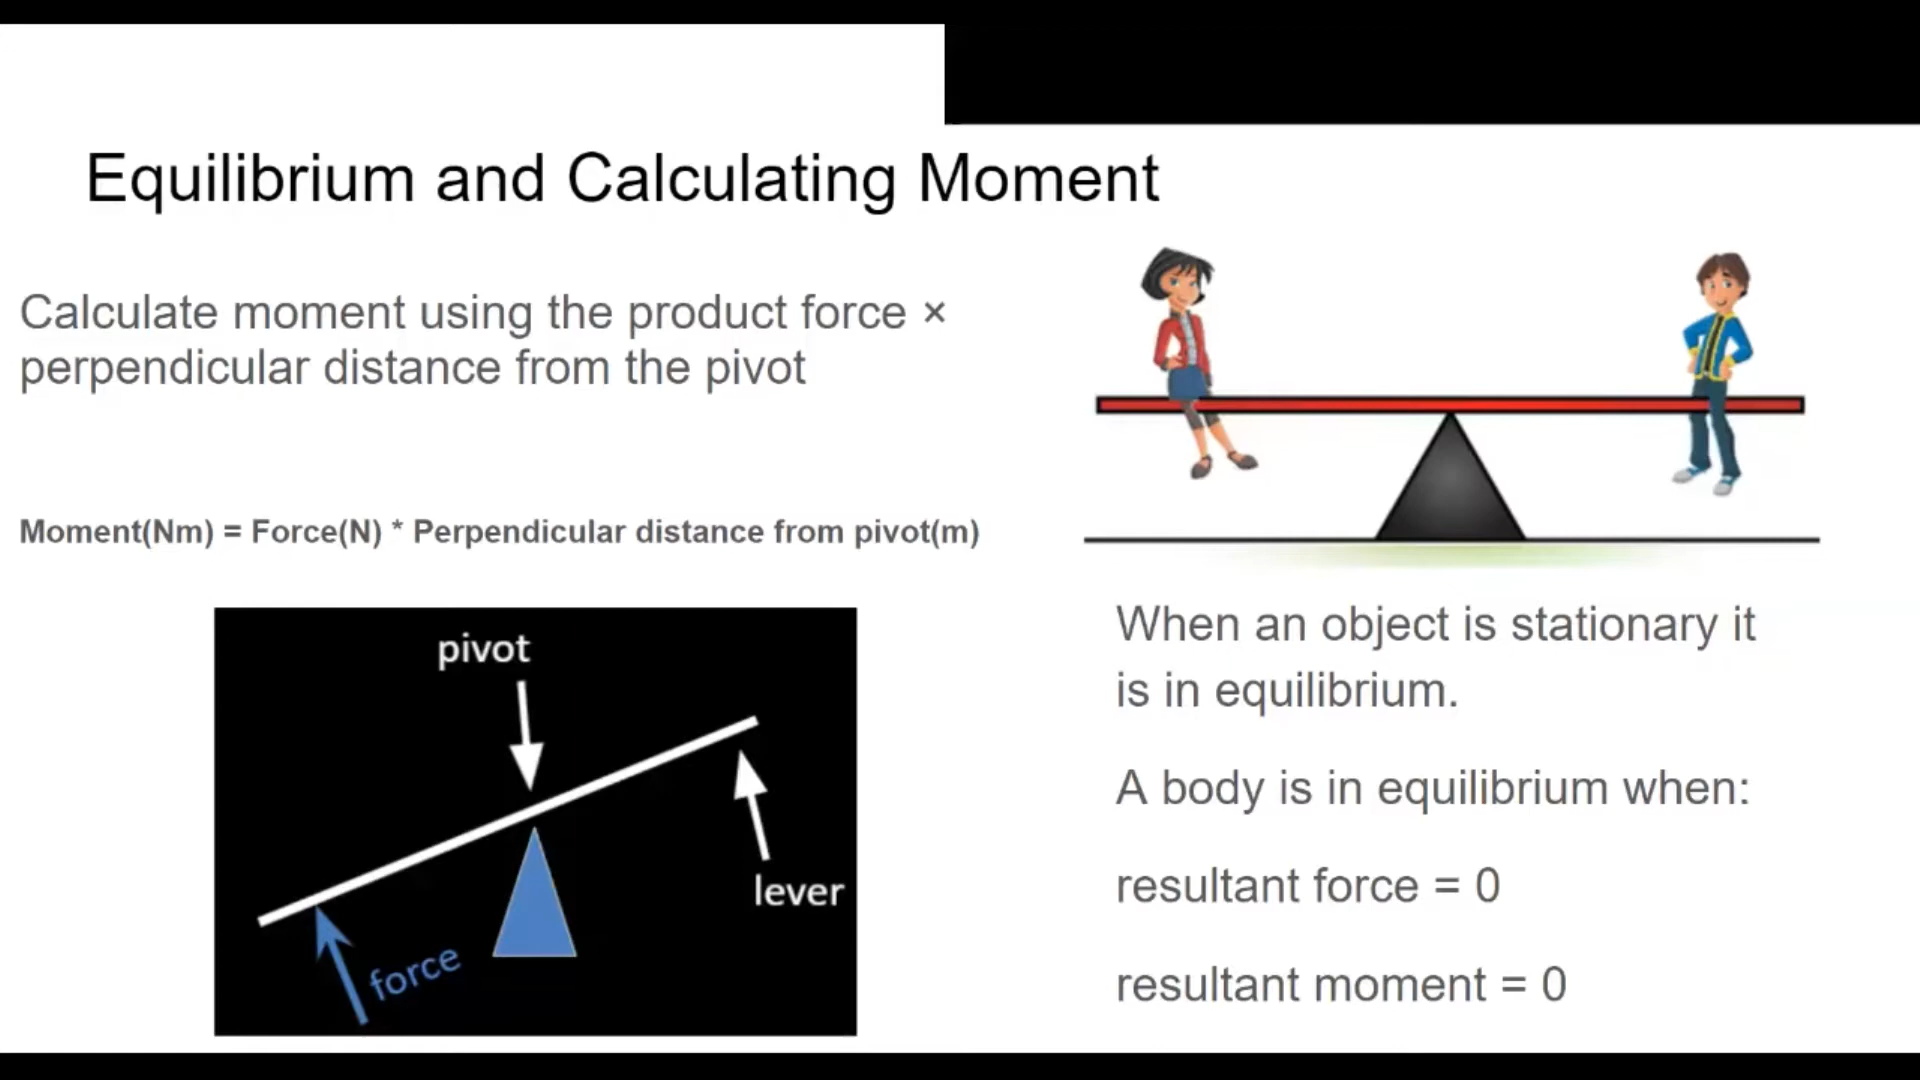 Equilibrium and Calculating Moment
Calculate moment using the product force ×
perpendicular distance from the pivot
Moment(Nm) = Force(N) * Perpendicular distance from pivot(m)
pivot
lever
force
When an object is stationary it
is in equilibrium.
A body is in equilibrium when:
resultant force = 0
resultant moment = 0